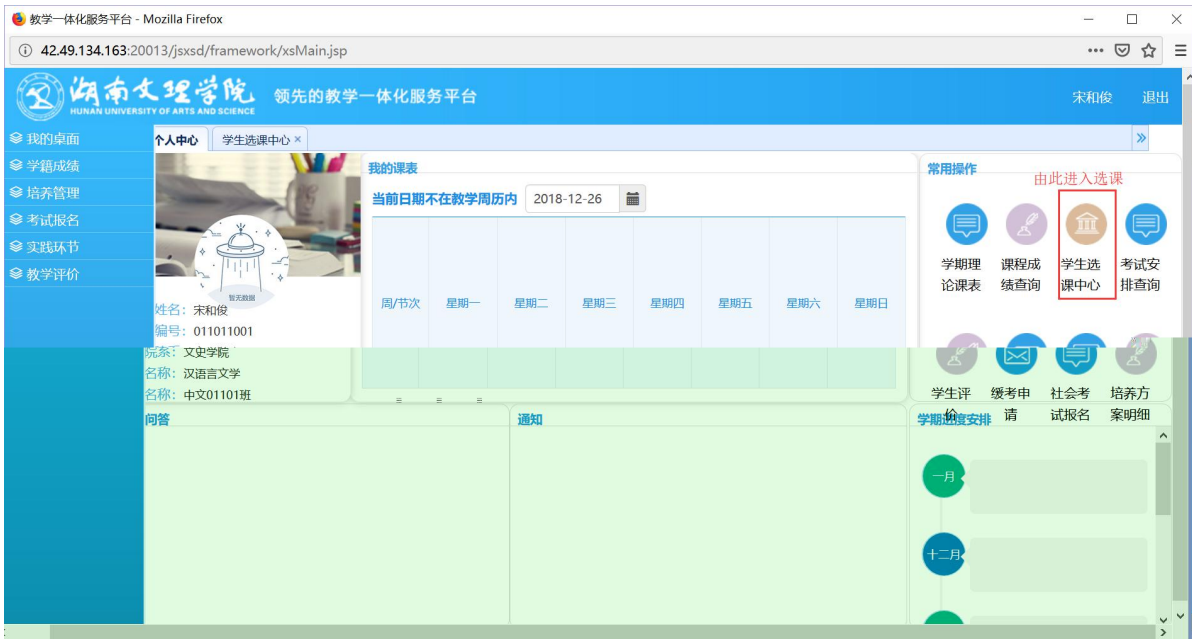 教学一体化服务平台 - Mozilla Firefox
42.49.134.163:20013/jsxsd/framework/xsMain.jsp
湖南文理学院
HUNAN UNIVERSITY OF ARTS AND SCIENCE
领先的教学一体化服务平台
宋和俊 退出
我的桌面
学籍成绩
培养管理
考试报名
实践环节
教学评价
个人中心 学生选课中心 ×
暂无数据
姓名：宋和俊
编号：011011001
院系：文史学院
名称：汉语言文学
名称：中文01101班
我的课表
当前日期不在教学周历内 2018-12-26
周/节次 星期一 星期二 星期三 星期四 星期五 星期六 星期日
常用操作
由此进入选课
学期理论课表
课程成绩查询
学生选课中心
考试安排查询
学生评价
缓考申请
社会考试报名
培养方案明细
问答
通知
学期进度安排
一月
十二月